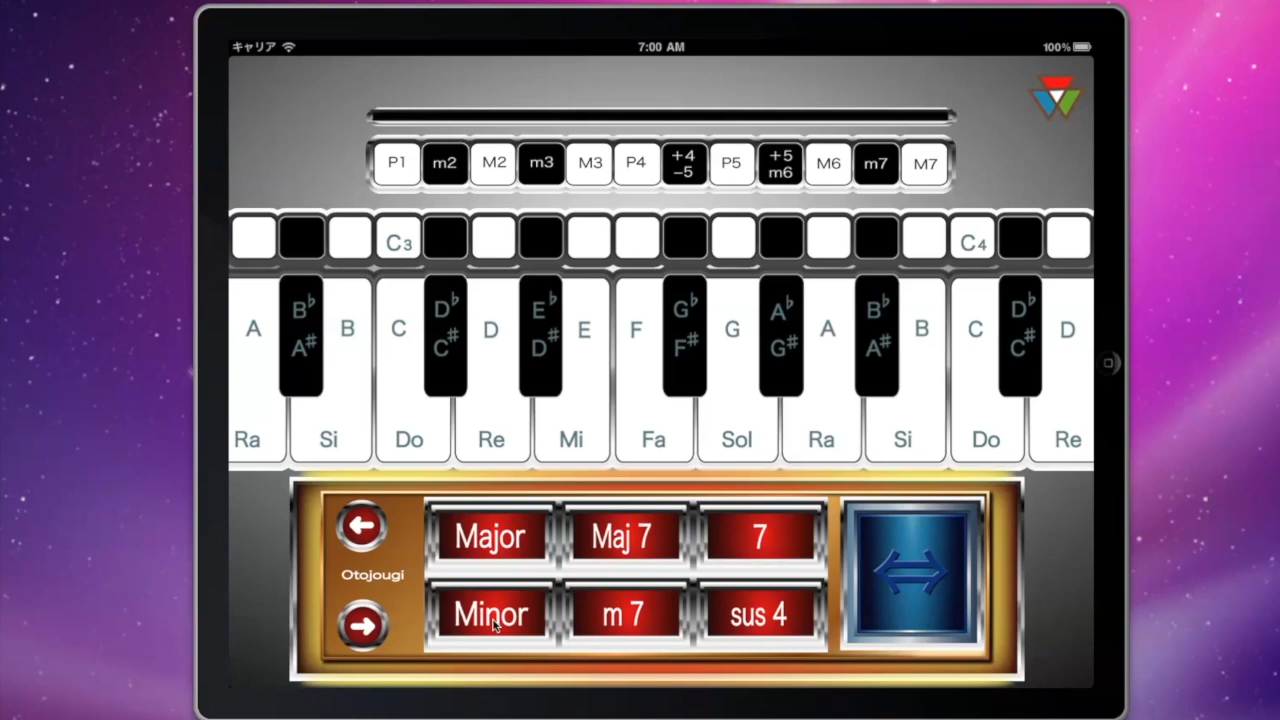 キャリア 7:00 AM 100%
P1 m2 M2 m3 M3 P4 +4 -5 P5 +5 m6 M6 m7 M7
C3 C4
B♭ D♭ E♭ G♭ A♭ B♭ D♭
A B C D E F G A B C D
A# C# D# F# G# A# C#
Ra Si Do Re Mi Fa Sol Ra Si Do Re
Major Maj 7 7
Otojougi
Minor m 7 sus 4